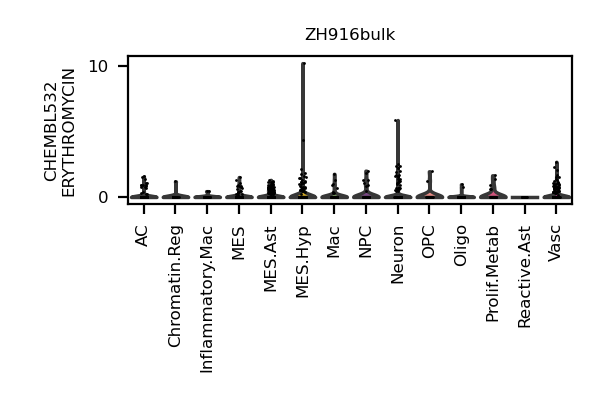 ZH916bulk
CHEMBL532
ERYTHROMYCIN
10
0
AC
Chromatin.Reg
Inflammatory.Mac
MES
MES.Ast
MES.Hyp
Mac
NPC
Neuron
OPC
Oligo
Prolif.Metab
Reactive.Ast
Vasc